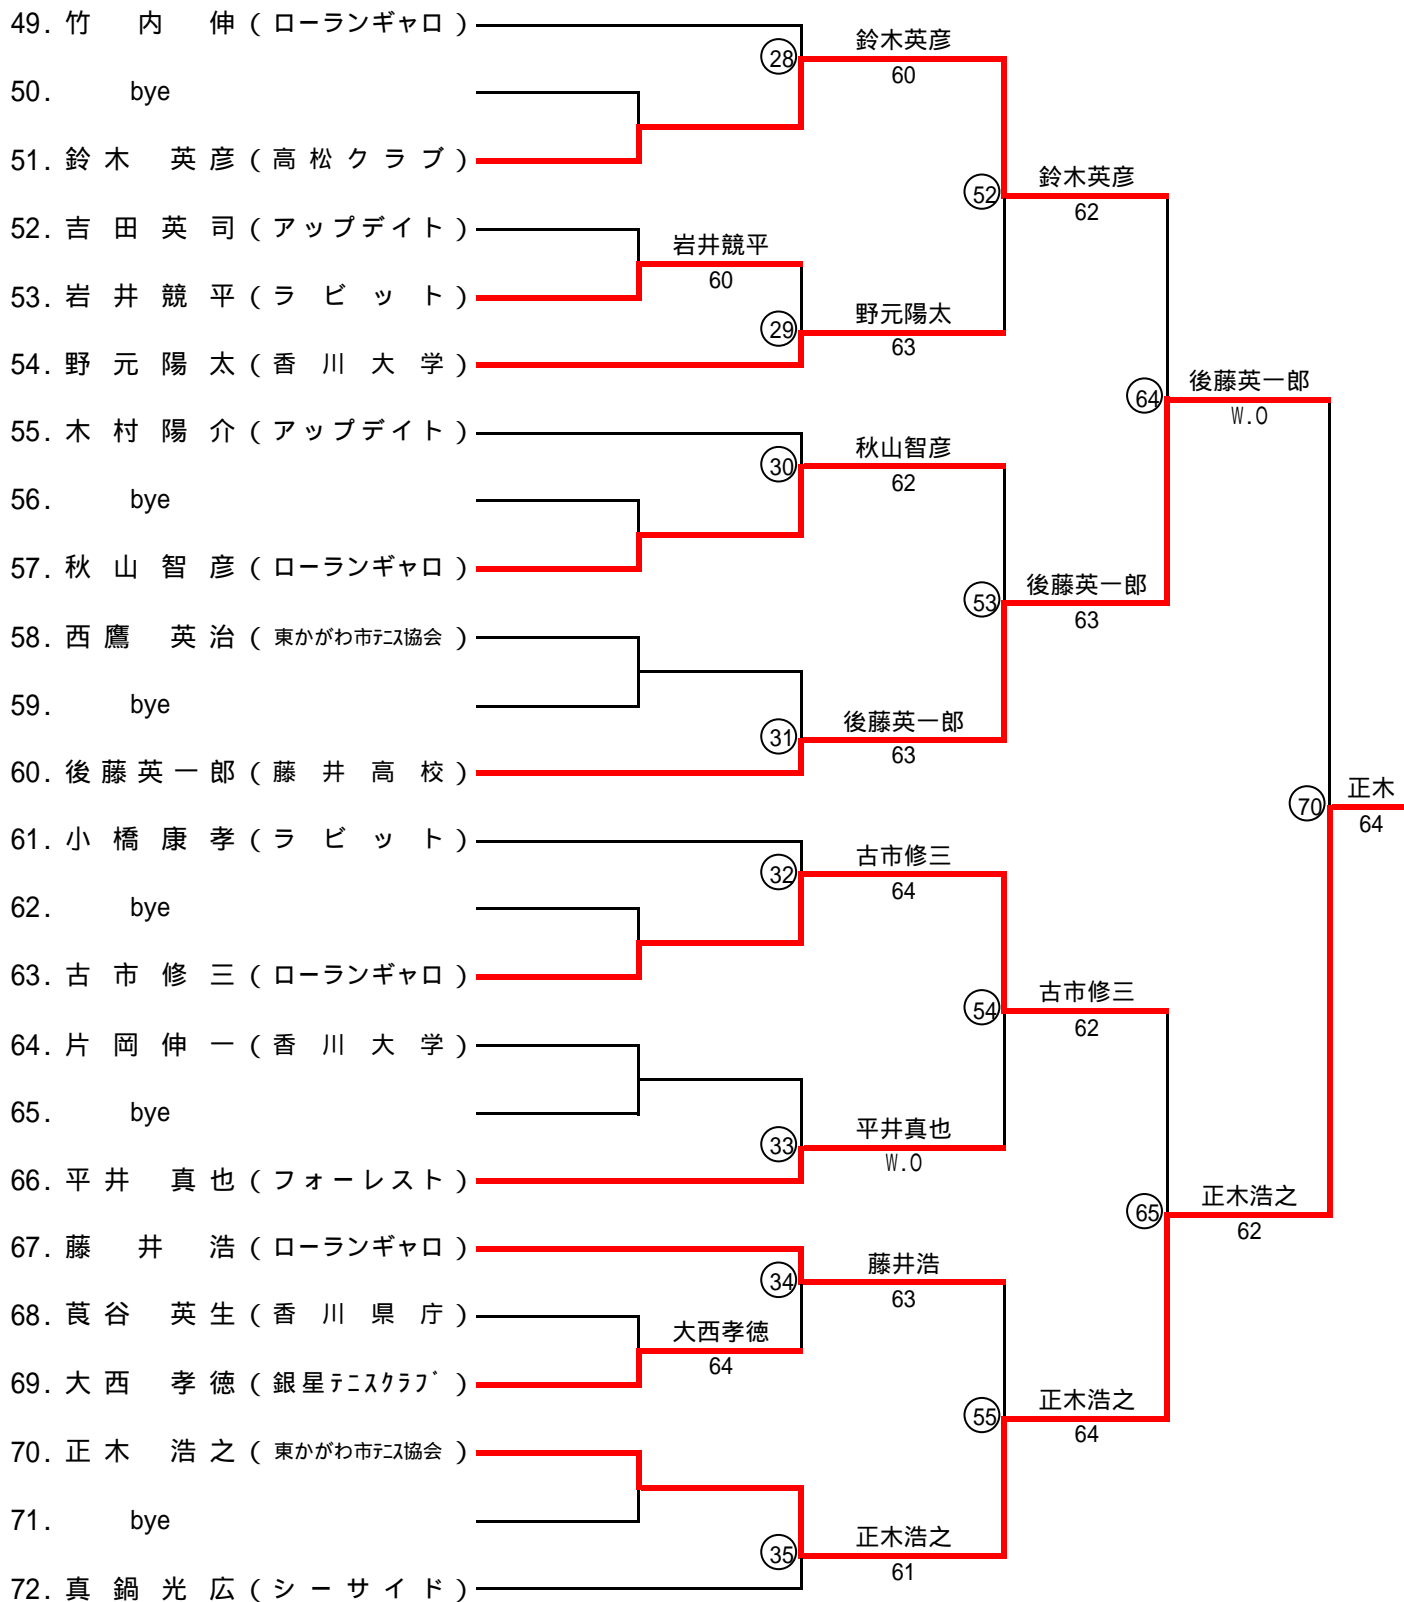 49. 竹内伸 (ローランギャロ)
50. bye
51. 鈴木英彦 (高松クラブ)
52. 吉田英司 (アップデイト)
53. 岩井競平 (ラビット)
54. 野元陽太 (香川大学)
55. 木村陽介 (アップデイト)
56. bye
57. 秋山智彦 (ローランギャロ)
58. 西鷹英治 (東かがわ市テニス協会)
59. bye
60. 後藤英一郎 (藤井高校)
61. 小橋康孝 (ラビット)
62. bye
63. 古市修三 (ローランギャロ)
64. 片岡伸一 (香川大学)
65. bye
66. 平井真也 (フォーレスト)
67. 藤井浩 (ローランギャロ)
68. 莨谷英生 (香川県庁)
69. 大西孝徳 (銀星テニスクラブ)
70. 正木浩之 (東かがわ市テニス協会)
71. bye
72. 真鍋光広 (シーサイド)
岩井競平
60
大西孝徳
64
28
鈴木英彦
60
29
野元陽太
63
30
秋山智彦
62
31
後藤英一郎
63
32
古市修三
64
33
平井真也
W.O
34
藤井浩
63
35
正木浩之
61
52
鈴木英彦
62
53
後藤英一郎
63
54
古市修三
62
55
正木浩之
64
64
後藤英一郎
W.O
65
正木浩之
62
70
正木
64